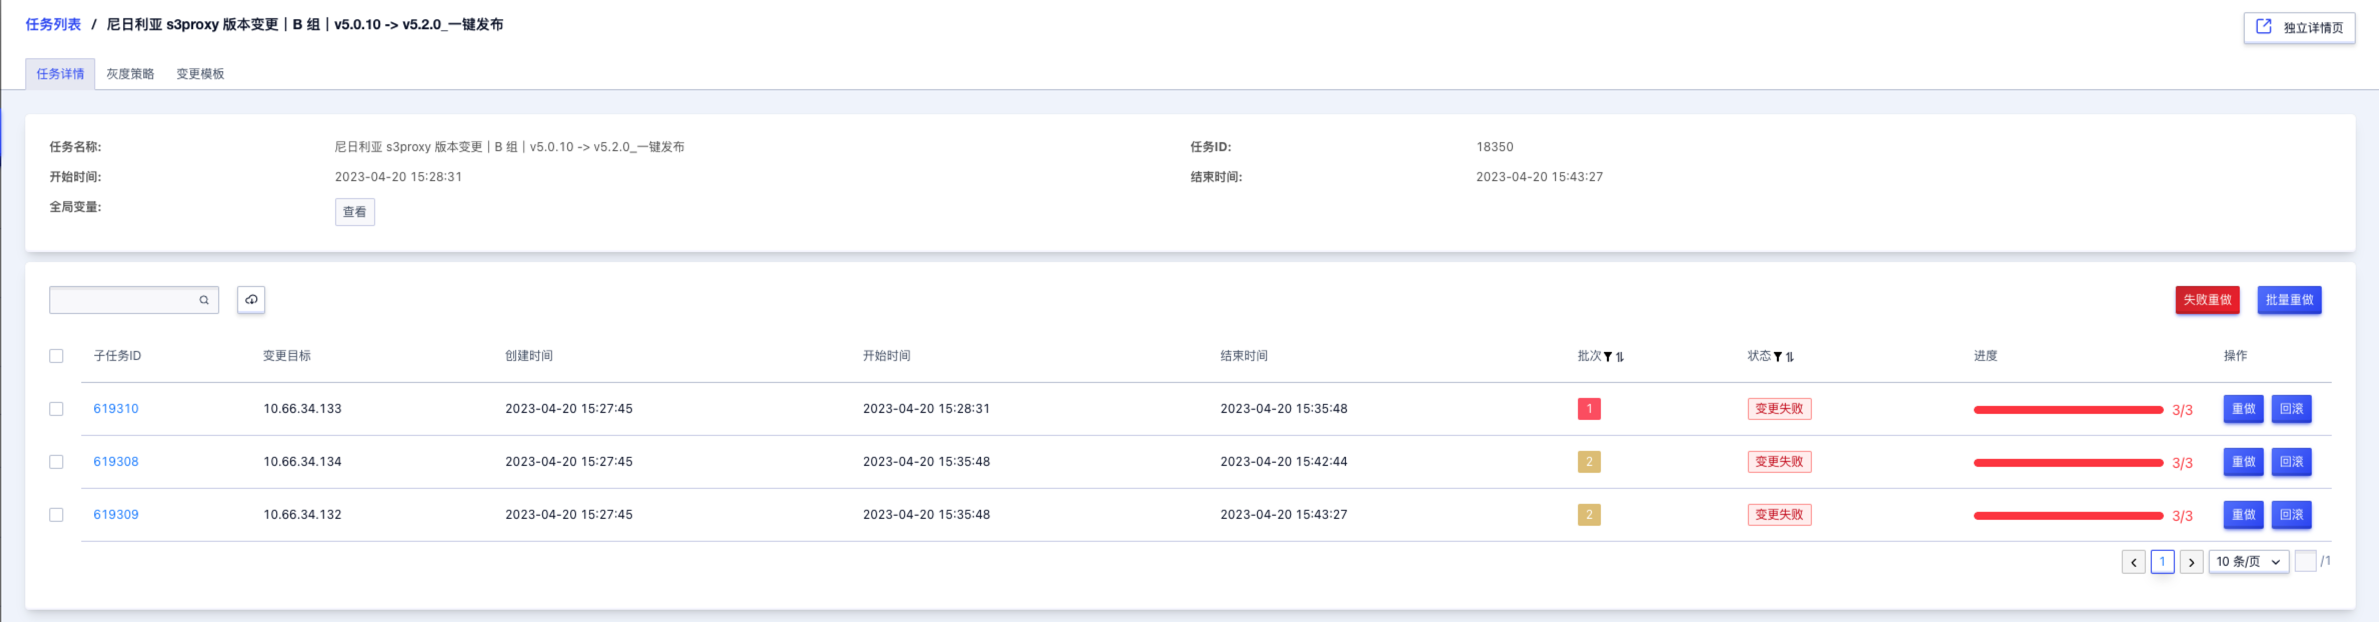 任务列表 / 尼日利亚 s3proxy 版本变更 | B 组 | v5.0.10 -> v5.2.0_一键发布
独立详情页
任务详情 灰度策略 变更模板
任务名称: 尼日利亚 s3proxy 版本变更 | B 组 | v5.0.10 -> v5.2.0_一键发布 任务ID: 18350
开始时间: 2023-04-20 15:28:31 结束时间: 2023-04-20 15:43:27
全局变量: 查看
失败重做 批量重做
子任务ID 变更目标 创建时间 开始时间 结束时间 批次 状态 进度 操作
619310 10.66.34.133 2023-04-20 15:27:45 2023-04-20 15:28:31 2023-04-20 15:35:48 1 变更失败 3/3 重做 回滚
619308 10.66.34.134 2023-04-20 15:27:45 2023-04-20 15:35:48 2023-04-20 15:42:44 2 变更失败 3/3 重做 回滚
619309 10.66.34.132 2023-04-20 15:27:45 2023-04-20 15:35:48 2023-04-20 15:43:27 2 变更失败 3/3 重做 回滚
1 10 条/页 /1